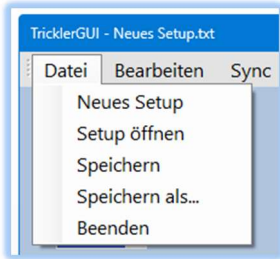 TricklerGUI - Neues Setup.txt
Datei Bearbeiten Sync
Neues Setup
Setup öffnen
Speichern
Speichern als...
Beenden